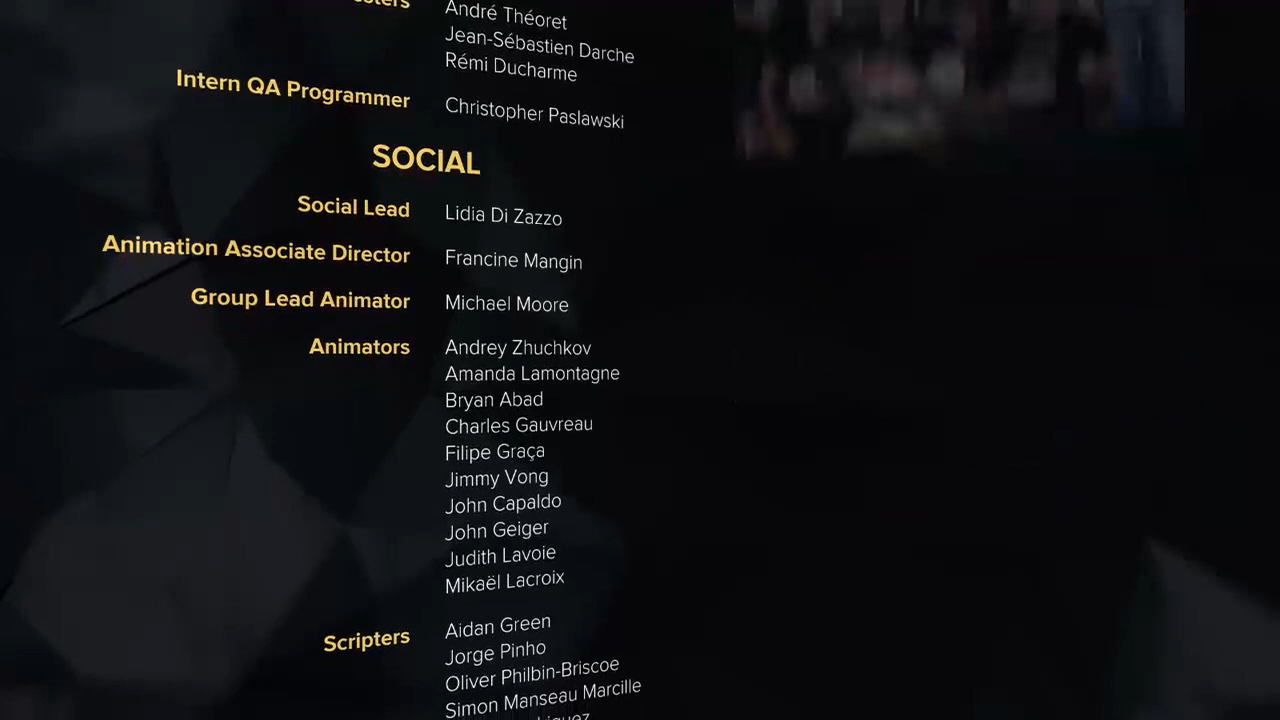 André Théoret
Jean-Sébastien Darche
Rémi Ducharme
Intern QA Programmer Christopher Paslawski
SOCIAL
Social Lead Lidia Di Zazzo
Animation Associate Director Francine Mangin
Group Lead Animator Michael Moore
Animators Andrey Zhuchkov
Amanda Lamontagne
Bryan Abad
Charles Gauvreau
Filipe Graça
Jimmy Vong
John Capaldo
John Geiger
Judith Lavoie
Mikaël Lacroix
Scripters Aidan Green
Jorge Pinho
Oliver Philbin-Briscoe
Simon Manseau Marcille